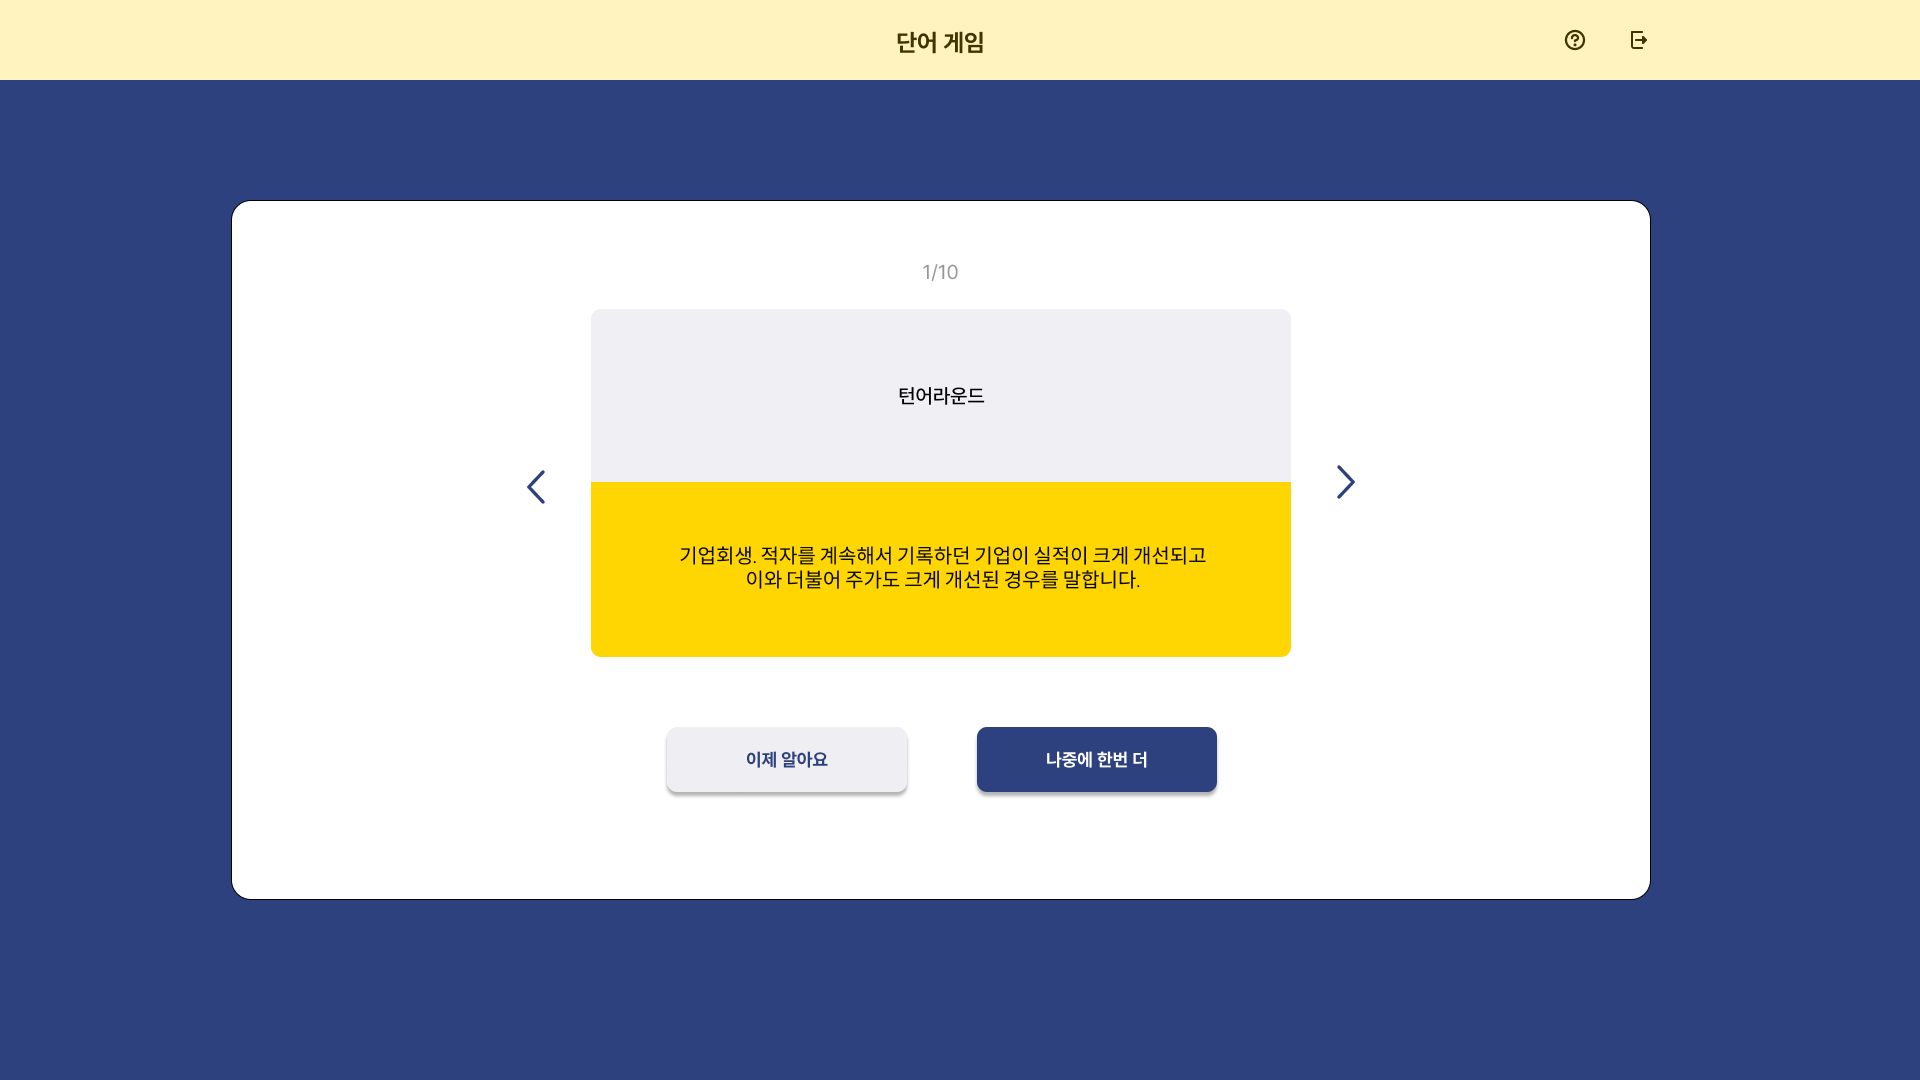 단어 게임
1/10
턴어라운드
기업회생. 적자를 계속해서 기록하던 기업이 실적이 크게 개선되고
이와 더불어 주가도 크게 개선된 경우를 말합니다.
이제 알아요
나중에 한번 더